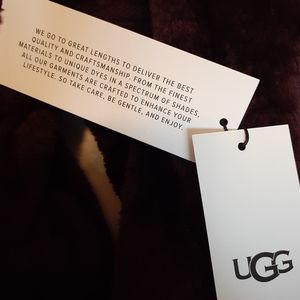 WE GO TO GREAT LENGTHS TO DELIVER THE BEST
QUALITY AND CRAFTSMANSHIP. FROM THE FINEST
MATERIALS TO UNIQUE DYES IN A SPECTRUM OF SHADES,
ALL OUR GARMENTS ARE CRAFTED TO ENHANCE YOUR
LIFESTYLE. SO TAKE CARE, BE GENTLE, AND ENJOY.
UGG